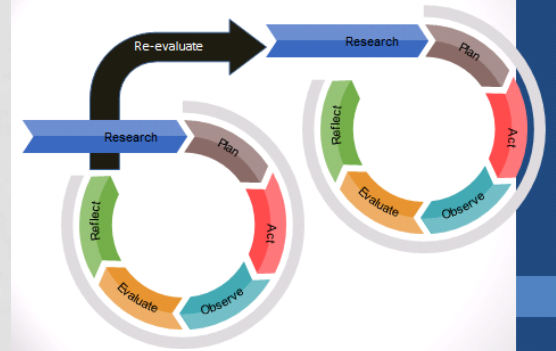 Re-evaluate
Research
Plan
Act
Observe
Evaluate
Reflect
Research
Plan
Act
Observe
Evaluate
Reflect